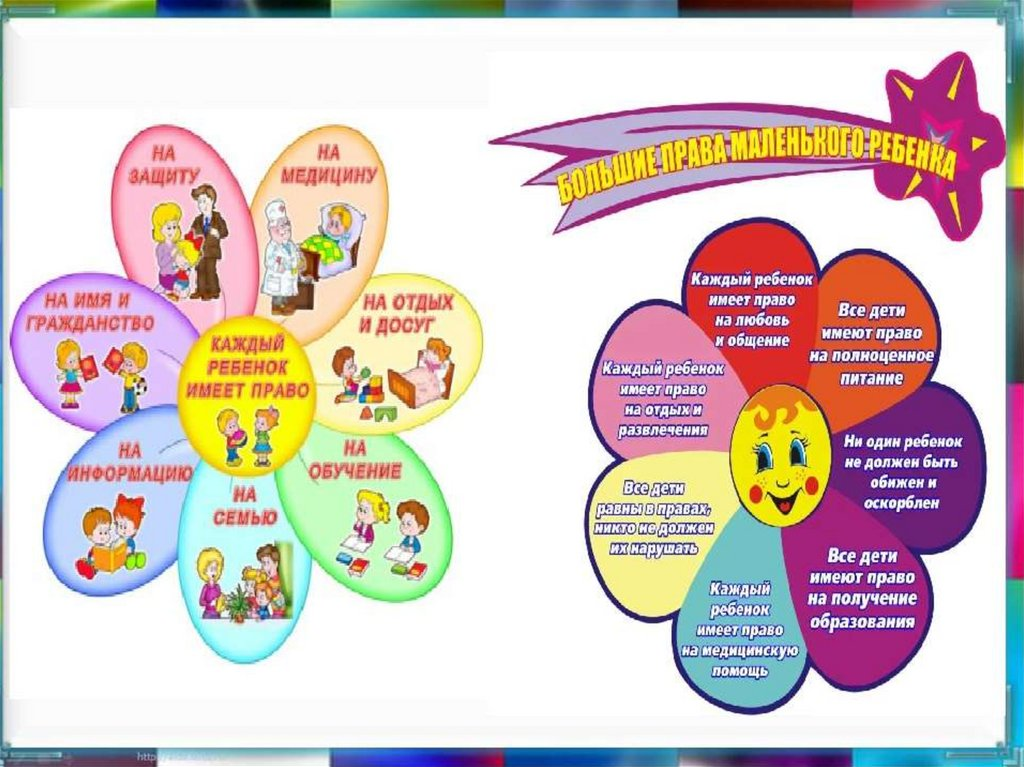 НА
ЗАЩИТУ
НА
МЕДИЦИНУ
НА ИМЯ И
ГРАЖДАНСТВО
НА ОТДЫХ
И ДОСУГ
КАЖДЫЙ
РЕБЕНОК
ИМЕЕТ ПРАВО
НА
ИНФОРМАЦИЮ
НА
СЕМЬЮ
НА
ОБУЧЕНИЕ
БОЛЬШИЕ ПРАВА МАЛЕНЬКОГО РЕБЕНКА
Каждый ребенок
имеет право
на любовь
и общение
Все дети
имеют право
на полноценное
питание
Ни один ребенок
не должен быть
обижен и
оскорблен
Все дети
имеют право
на получение
образования
Каждый
ребенок
имеет право
на медицинскую
помощь
Все дети
равны в правах,
никто не должен
их нарушать
Каждый ребенок
имеет право
на отдых и
развлечения